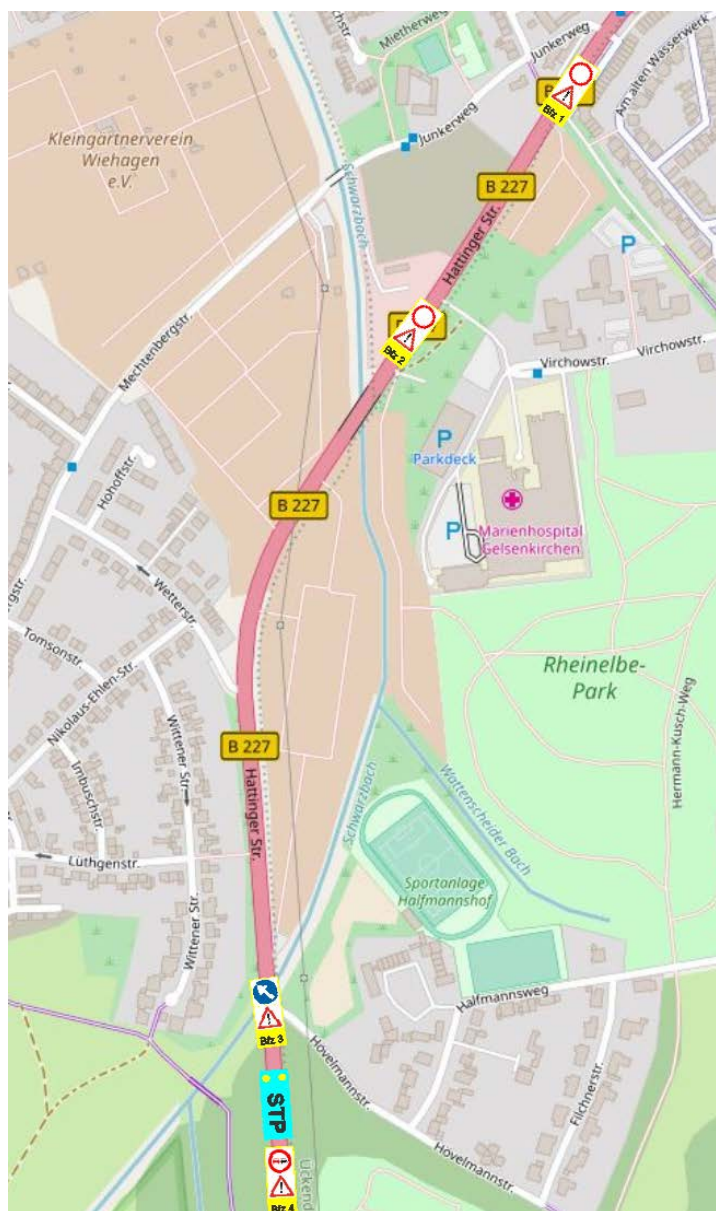 Mietherweg
Junkerweg
Am alten Wasserwerk
Kleingärtnerverein
Wiehagen
e.V.
Bfz 1
Junkerweg
Schwarzbach
B 227
Hattinger Str.
P
Mechtenbergstr.
Bfz 2
Virchowstr.
Virchowstr.
P
Parkdeck
Hohoffstr.
B 227
P
Marienhospital
Gelsenkirchen
Wetterstr.
Tomsonstr.
Nikolaus-Ehlen-Str.
Rheinelbe-
Park
Hermann-Kusch-Weg
Wittener Str.
B 227
Imbuschstr.
Hattinger Str.
Schwarzbach
Wattenscheider Bach
Lüthgenstr.
Sportanlage
Halfmannshof
Wittener Str.
Halfmannsweg
Bfz 3
Hövelmannstr.
Filchnerstr.
STP
Hövelmannstr.
Bfz 4